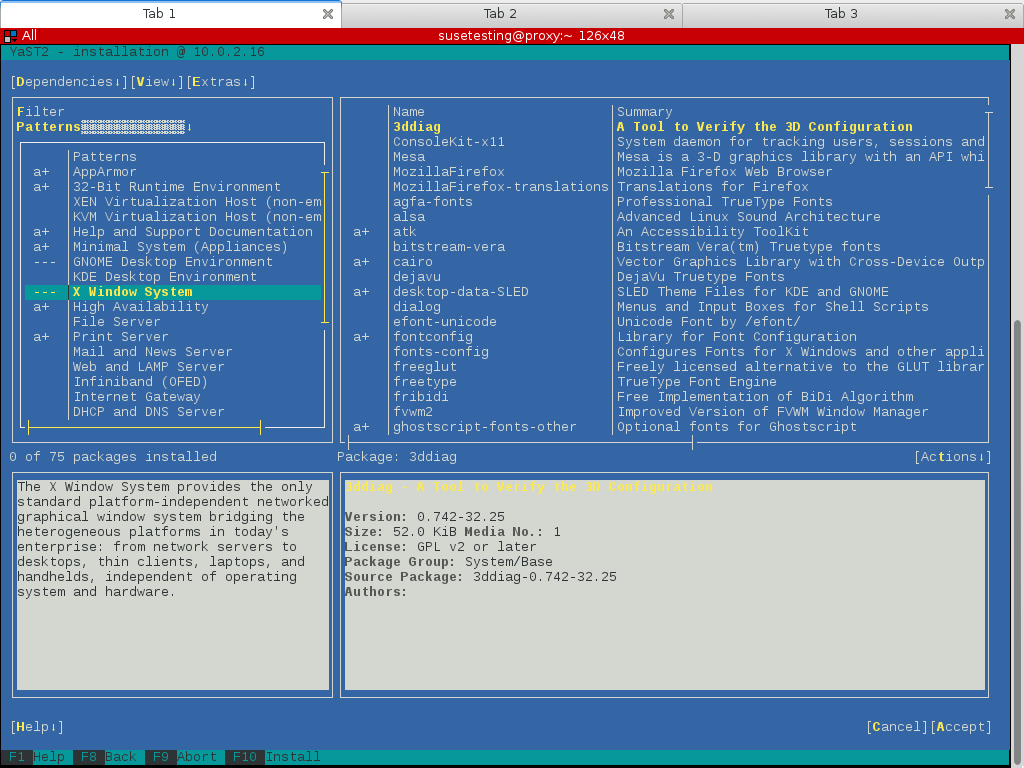 Tab 1 Tab 2 Tab 3
All susetesting@proxy:~ 126x48
YaST2 - installation @ 10.0.2.16
[Dependencies↓][View↓][Extras↓]
Filter
Patterns ↓
Patterns
a+ AppArmor
a+ 32-Bit Runtime Environment
XEN Virtualization Host (non-em
KVM Virtualization Host (non-em
a+ Help and Support Documentation
a+ Minimal System (Appliances)
--- GNOME Desktop Environment
KDE Desktop Environment
--- X Window System
a+ High Availability
File Server
a+ Print Server
Mail and News Server
Web and LAMP Server
Infiniband (OFED)
Internet Gateway
DHCP and DNS Server
Name Summary
3ddiag A Tool to Verify the 3D Configuration
ConsoleKit-x11 System daemon for tracking users, sessions and
Mesa Mesa is a 3-D graphics library with an API whi
MozillaFirefox Mozilla Firefox Web Browser
MozillaFirefox-translations Translations for Firefox
agfa-fonts Professional TrueType Fonts
alsa Advanced Linux Sound Architecture
a+ atk An Accessibility ToolKit
bitstream-vera Bitstream Vera(tm) Truetype fonts
a+ cairo Vector Graphics Library with Cross-Device Outp
dejavu DejaVu Truetype Fonts
a+ desktop-data-SLED SLED Theme Files for KDE and GNOME
dialog Menus and Input Boxes for Shell Scripts
efont-unicode Unicode Font by /efont/
a+ fontconfig Library for Font Configuration
fonts-config Configures Fonts for X Windows and other appli
freeglut Freely licensed alternative to the GLUT librar
freetype TrueType Font Engine
fribidi Free Implementation of BiDi Algorithm
fvwm2 Improved Version of FVWM Window Manager
a+ ghostscript-fonts-other Optional fonts for Ghostscript
0 of 75 packages installed Package: 3ddiag [Actions↓]
The X Window System provides the only
standard platform-independent networked
graphical window system bridging the
heterogeneous platforms in today's
enterprise: from network servers to
desktops, thin clients, laptops, and
handhelds, independent of operating
system and hardware.
3ddiag - A Tool to Verify the 3D Configuration
Version: 0.742-32.25
Size: 52.0 KiB Media No.: 1
License: GPL v2 or later
Package Group: System/Base
Source Package: 3ddiag-0.742-32.25
Authors:
[Help↓] [Cancel][Accept]
F1 Help F8 Back F9 Abort F10 Install